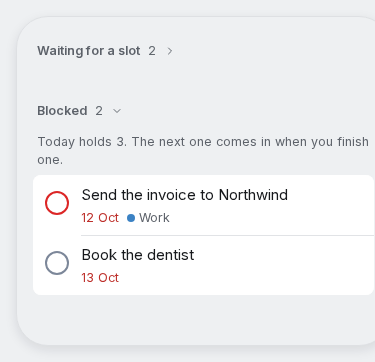 Waiting for a slot 2
Blocked 2
Today holds 3. The next one comes in when you finish
one.
Send the invoice to Northwind
12 Oct Work
Book the dentist
13 Oct